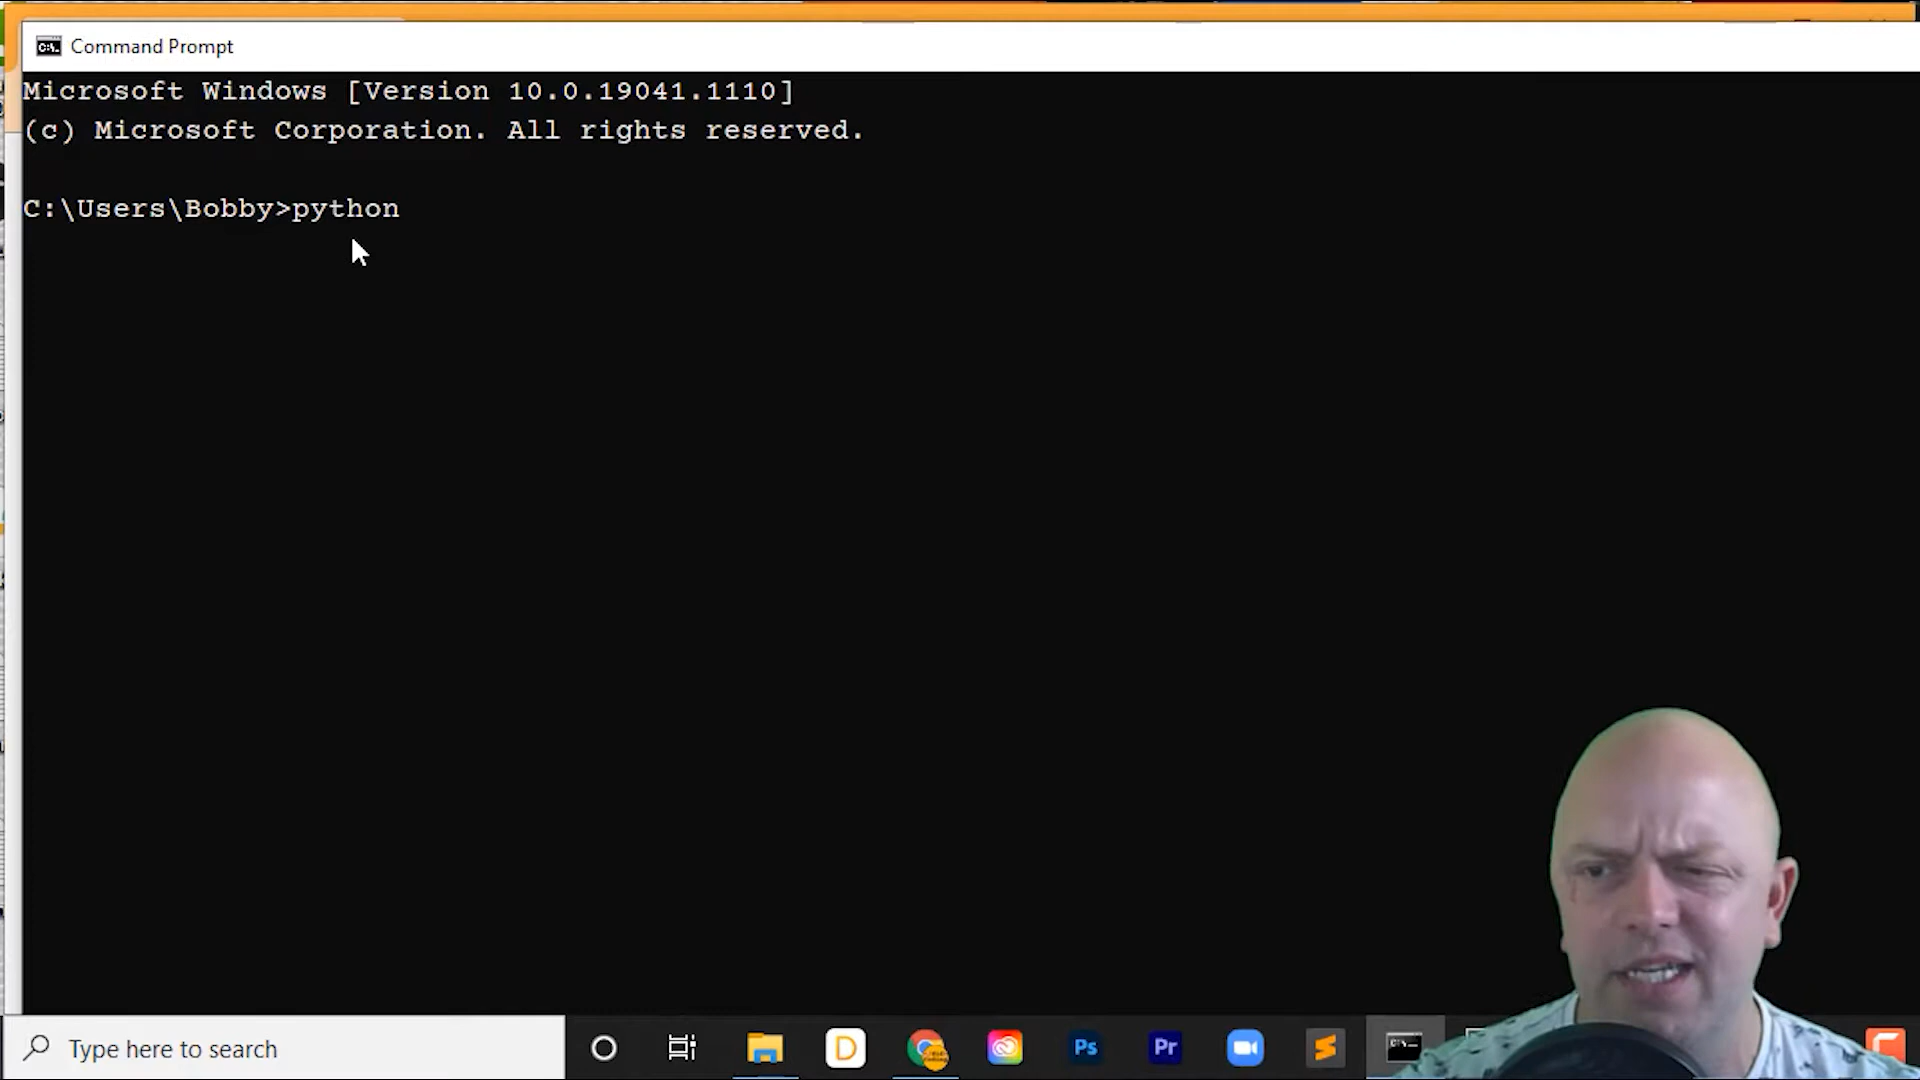 Command Prompt
Microsoft Windows [Version 10.0.19041.1110]
(c) Microsoft Corporation. All rights reserved.
C:\Users\Bobby>python
Type here to search
D
Ps
Pr